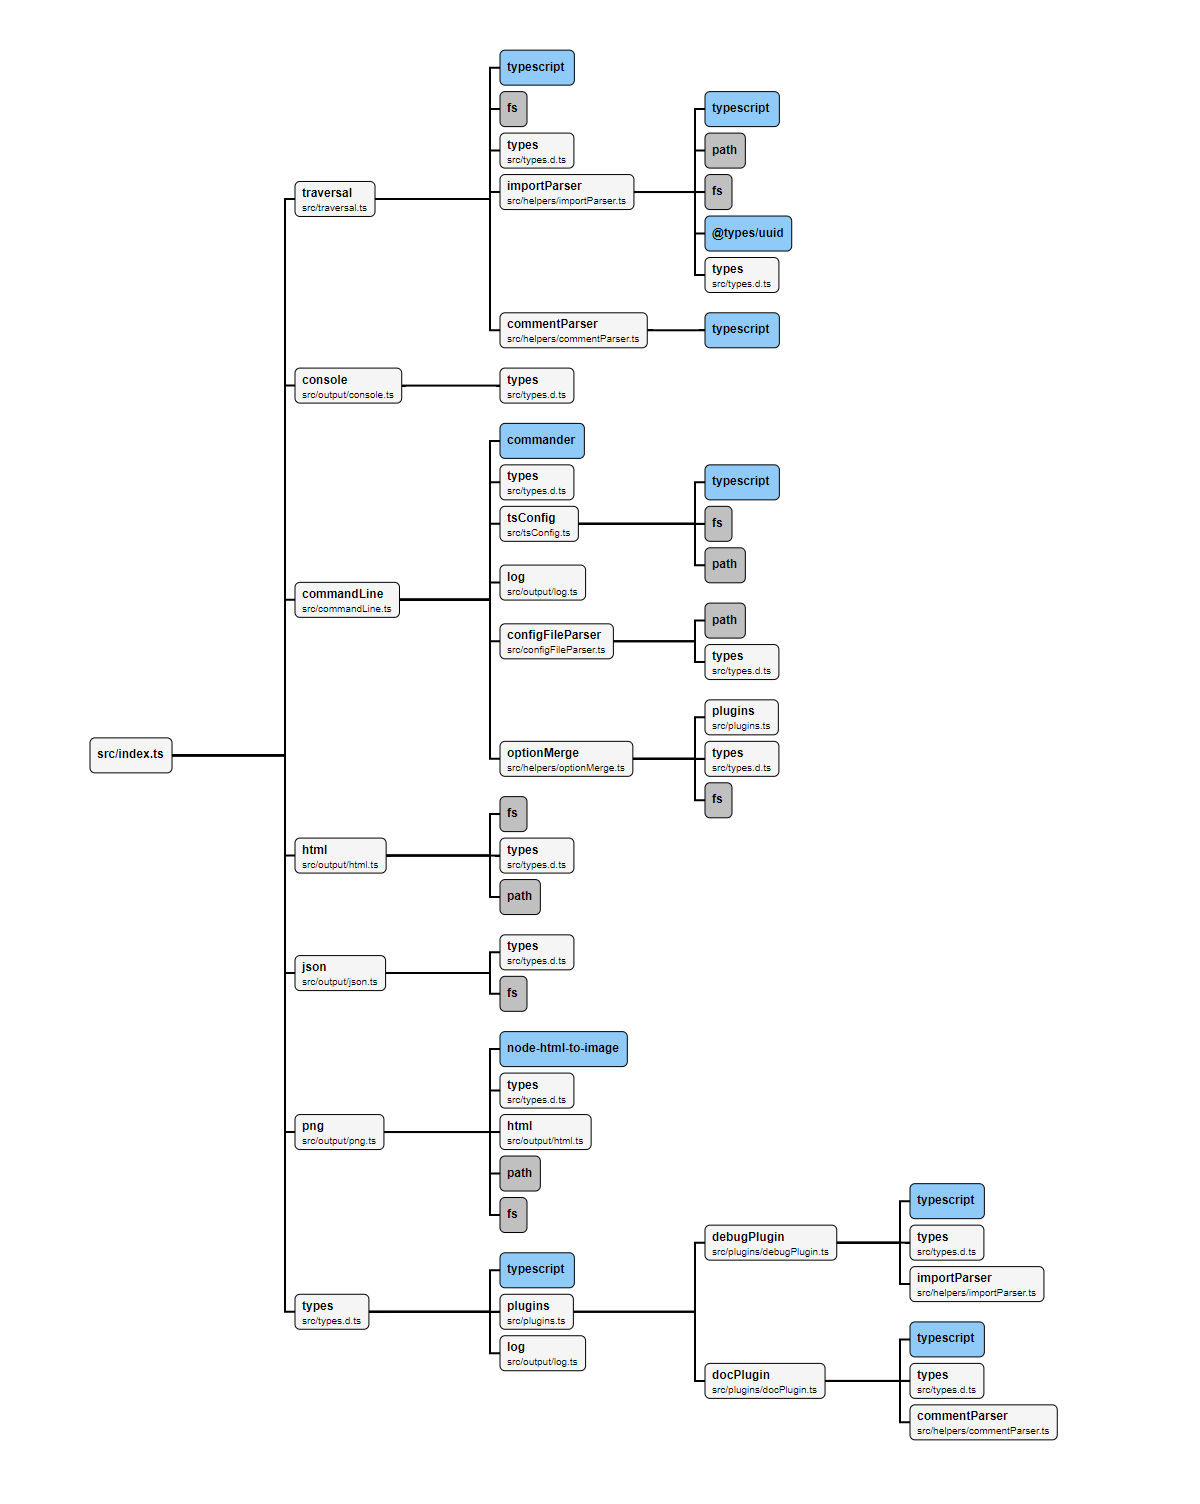 src/index.ts
traversal
src/traversal.ts
typescript
fs
types
src/types.d.ts
importParser
src/helpers/importParser.ts
typescript
path
fs
@types/uuid
types
src/types.d.ts
commentParser
src/helpers/commentParser.ts
typescript
console
src/output/console.ts
types
src/types.d.ts
commandLine
src/commandLine.ts
commander
types
src/types.d.ts
tsConfig
src/tsConfig.ts
typescript
fs
path
log
src/output/log.ts
configFileParser
src/configFileParser.ts
path
types
src/types.d.ts
optionMerge
src/helpers/optionMerge.ts
plugins
src/plugins.ts
types
src/types.d.ts
fs
html
src/output/html.ts
fs
types
src/types.d.ts
path
json
src/output/json.ts
types
src/types.d.ts
fs
png
src/output/png.ts
node-html-to-image
types
src/types.d.ts
html
src/output/html.ts
path
fs
types
src/types.d.ts
typescript
plugins
src/plugins.ts
debugPlugin
src/plugins/debugPlugin.ts
typescript
types
src/types.d.ts
importParser
src/helpers/importParser.ts
docPlugin
src/plugins/docPlugin.ts
typescript
types
src/types.d.ts
commentParser
src/helpers/commentParser.ts
log
src/output/log.ts